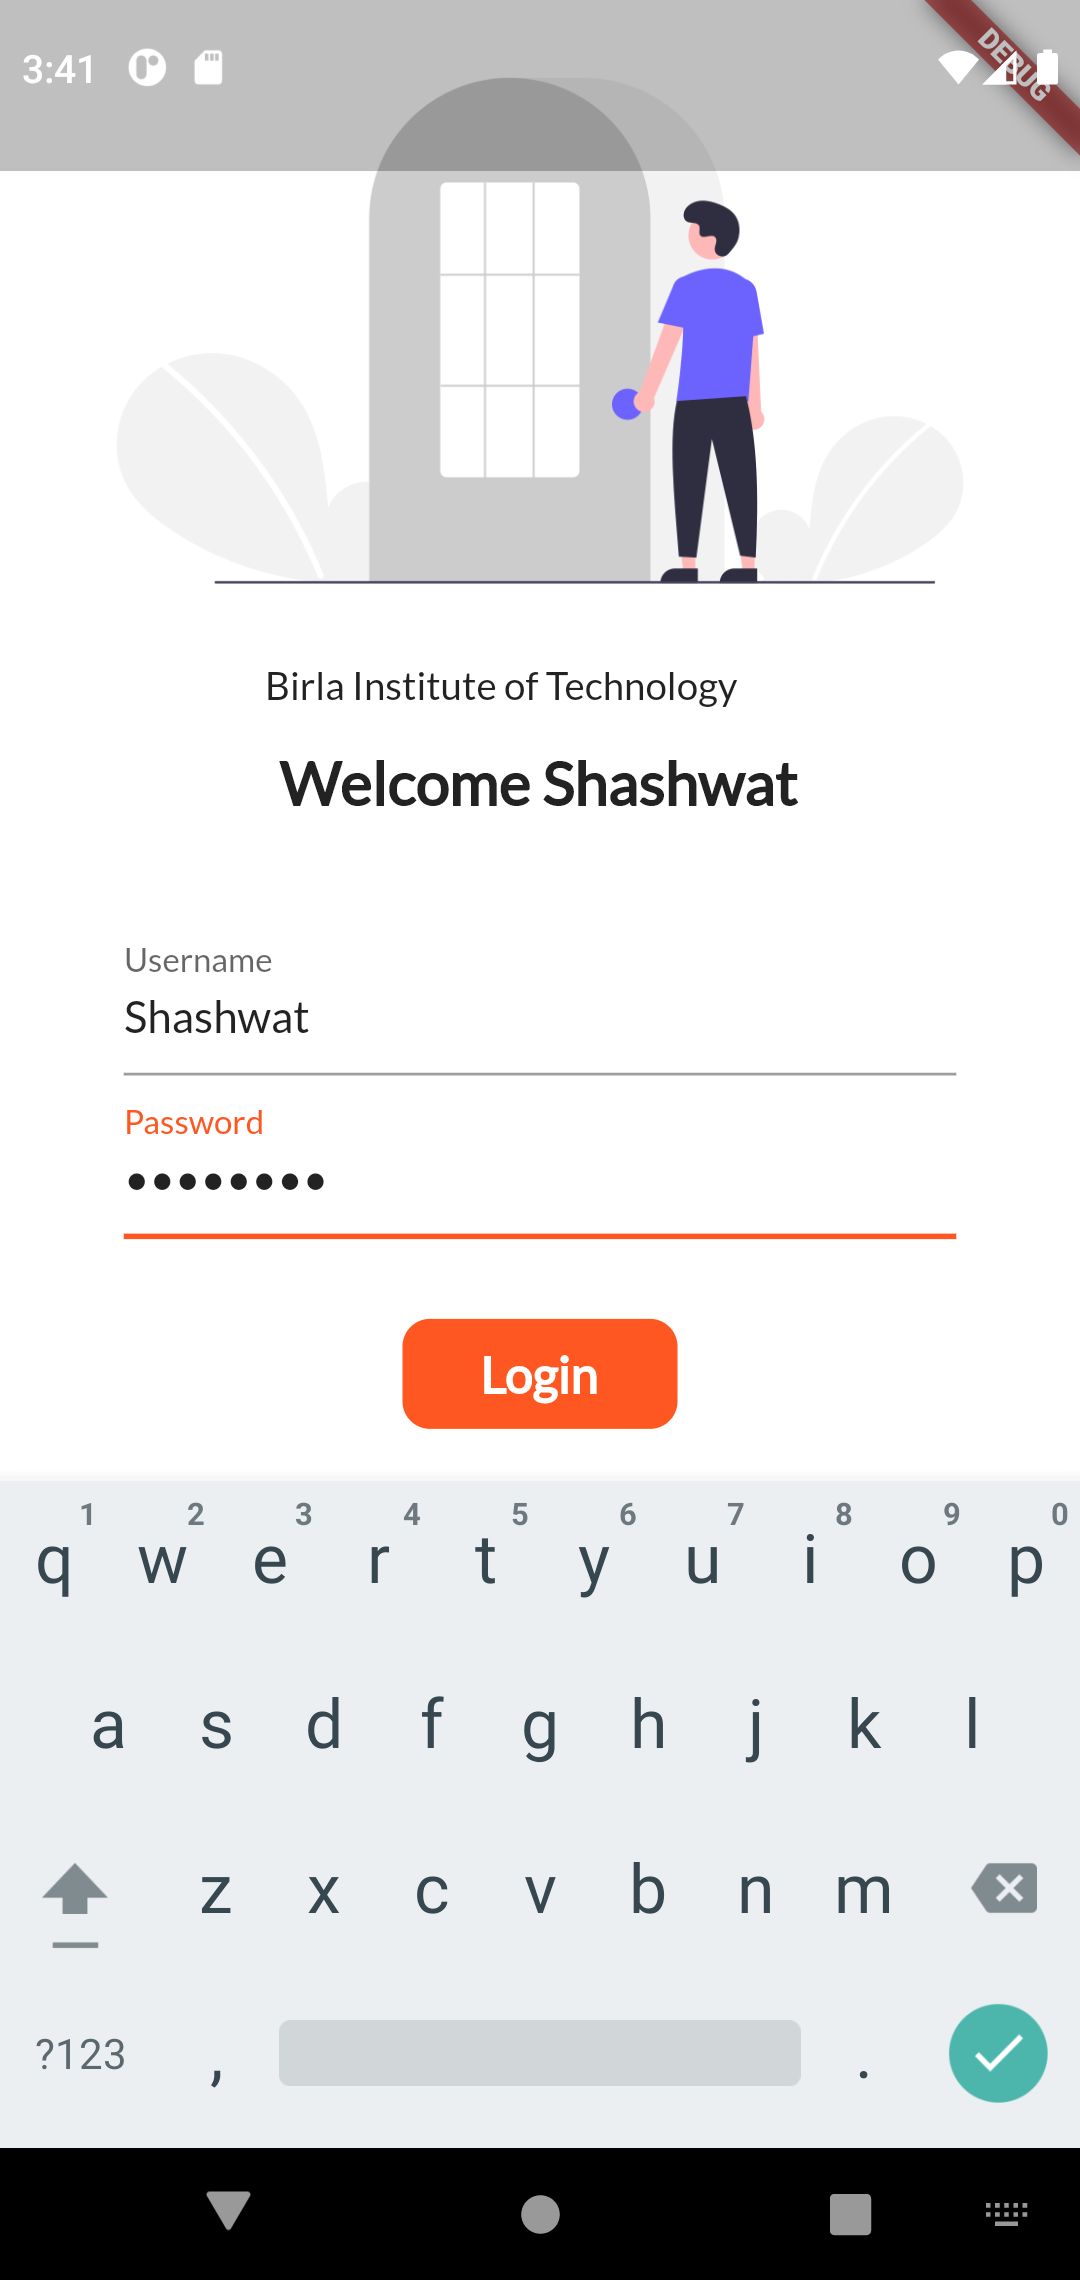 3:41
DEBUG
Birla Institute of Technology
Welcome Shashwat
Username
Shashwat
Password
••••••••
Login
1 2 3 4 5 6 7 8 9 0
q w e r t y u i o p
a s d f g h j k l
z x c v b n m
?123 , .